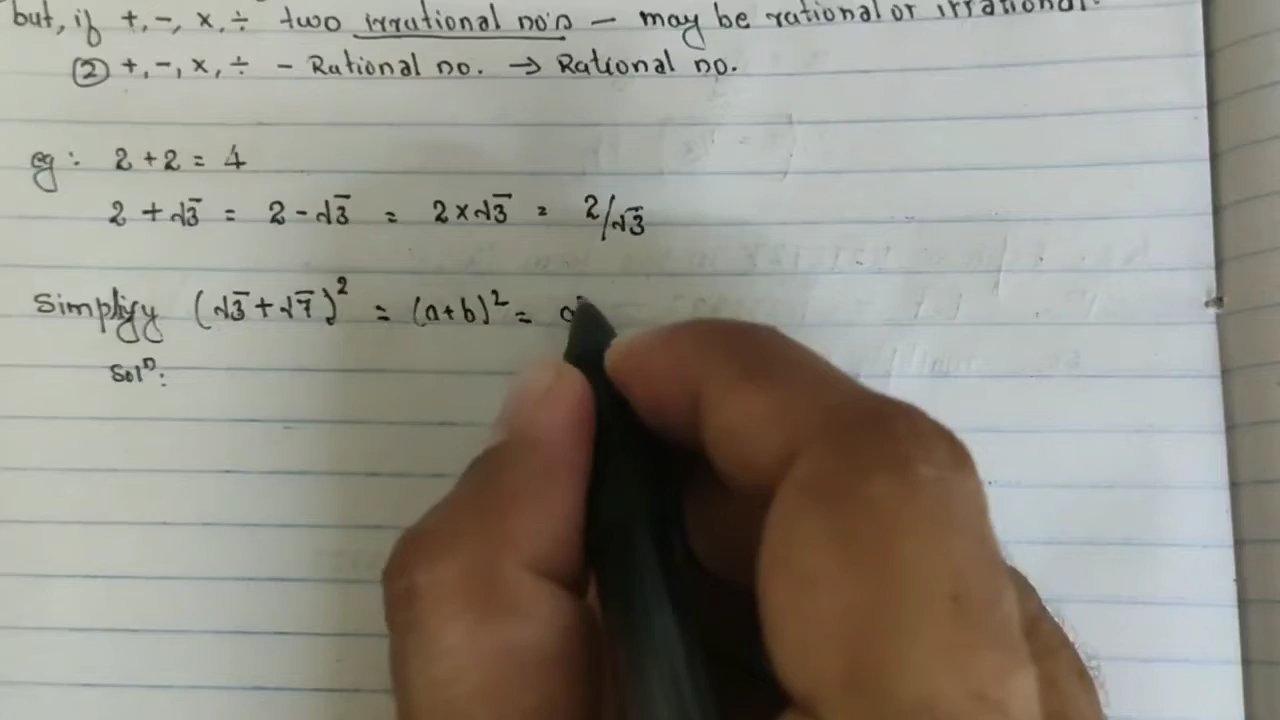 but, if +, -, x, ÷ two irrational no's - may be rational or irrational.
② +, -, x, ÷ - Rational no. → Rational no.
eg: 2 + 2 = 4
2 + √3 = 2 - √3 = 2 x √3 = 2/√3
Simplify (√3 + √7)² = (a+b)² = a
Solⁿ: